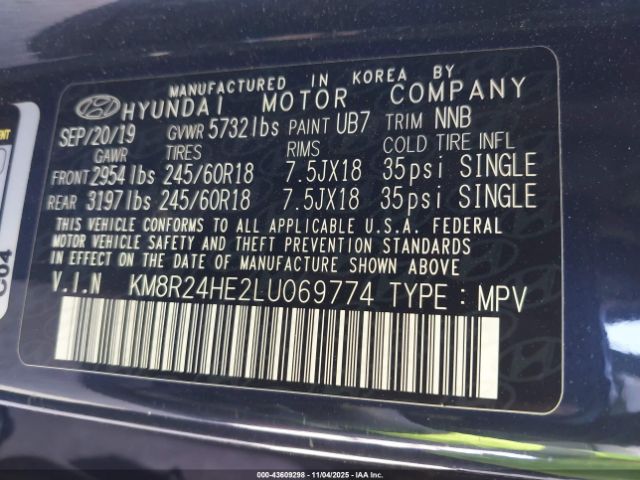 MANUFACTURED IN KOREA BY
HYUNDAI MOTOR COMPANY
SEP/20/19 GVWR 5732lbs PAINT UB7 TRIM NNB
GAWR TIRES RIMS COLD TIRE INFL
FRONT 2954lbs 245/60R18 7.5JX18 35psi SINGLE
REAR 3197lbs 245/60R18 7.5JX18 35psi SINGLE
THIS VEHICLE CONFORMS TO ALL APPLICABLE U.S.A. FEDERAL
MOTOR VEHICLE SAFETY AND THEFT PREVENTION STANDARDS
IN EFFECT ON THE DATE OF MANUFACTURE SHOWN ABOVE.
V.I.N KM8R24HE2LU069774 TYPE : MPV
C04
000-43609298 - 11/04/2025 - IAA Inc.